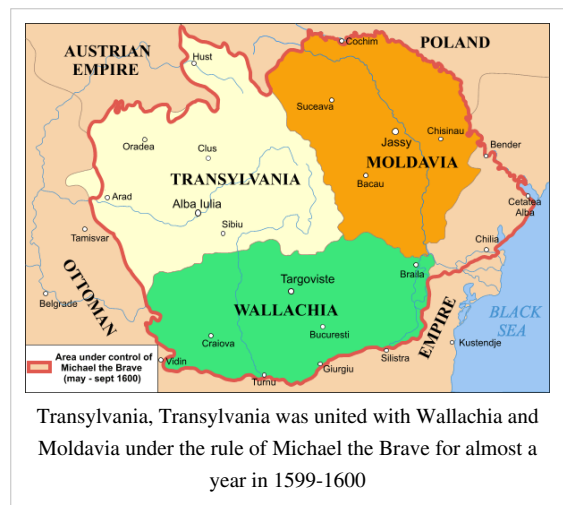 AUSTRIAN
EMPIRE
POLAND
Hust
Cochim
Suceava
Jassy
Chisinau
Oradea
Clus
Bender
MOLDAVIA
TRANSYLVANIA
Bacau
Arad
Alba Iulia
Cetatea
Alba
Sibiu
Tamisvar
Chilia
OTTOMAN
Targoviste
Braila
Belgrade
WALLACHIA
EMPIRE
BLACK
SEA
Bucuresti
Craiova
Kustendje
Area under control of
Michael the Brave
(may - sept 1600)
Vidin
Silistra
Giurgiu
Turnu
Transylvania, Transylvania was united with Wallachia and
Moldavia under the rule of Michael the Brave for almost a
year in 1599-1600